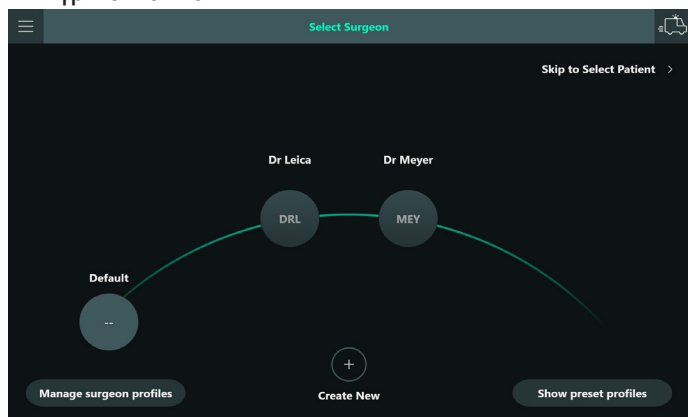 Select Surgeon
Skip to Select Patient
Dr Leica
Dr Meyer
DRL
MEY
Default
--
Manage surgeon profiles
Create New
Show preset profiles